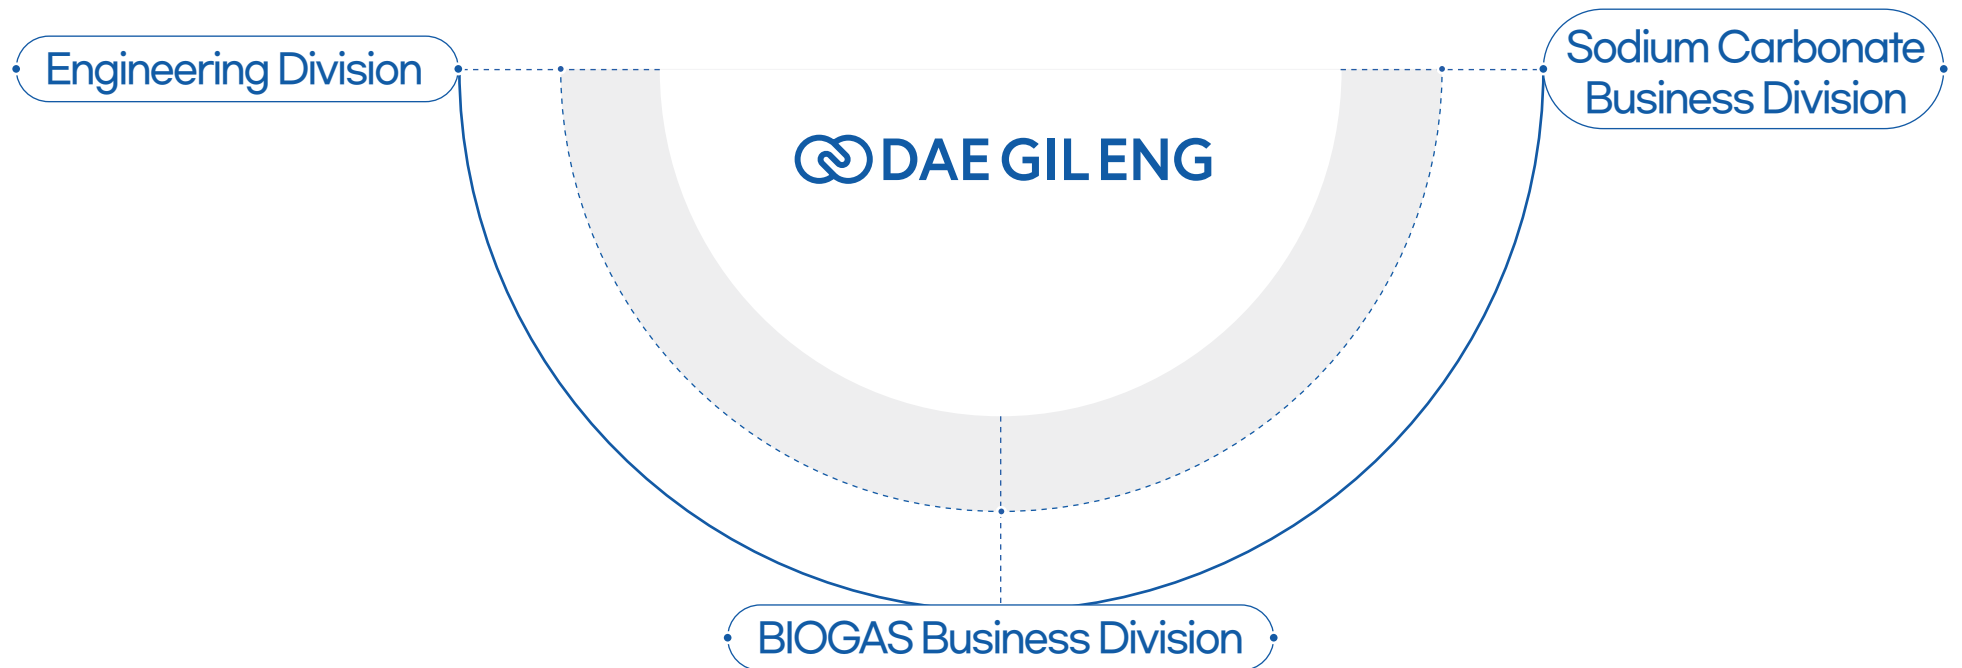 Engineering Division
Sodium Carbonate
Business Division
DAE GIL ENG
BIOGAS Business Division